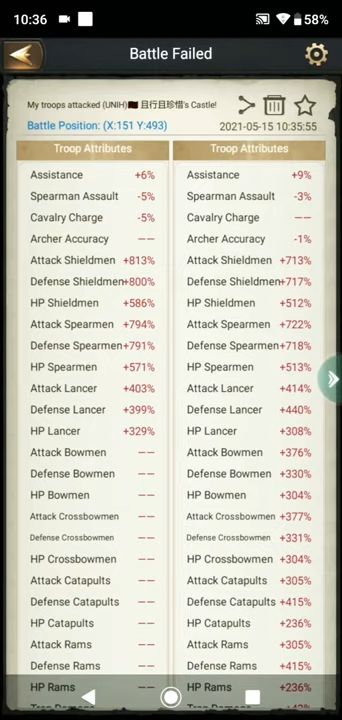 10:36
58%
Battle Failed
My troops attacked (UNIH) 且行且珍惜's Castle!
Battle Position: (X:151 Y:493)
2021-05-15 10:35:55
Troop Attributes Troop Attributes
Assistance +6% Assistance +9%
Spearman Assault -5% Spearman Assault -3%
Cavalry Charge -5% Cavalry Charge ——
Archer Accuracy —— Archer Accuracy -1%
Attack Shieldmen +813% Attack Shieldmen +713%
Defense Shieldmen+800% Defense Shieldmen+717%
HP Shieldmen +586% HP Shieldmen +512%
Attack Spearmen +794% Attack Spearmen +722%
Defense Spearmen +791% Defense Spearmen +718%
HP Spearmen +571% HP Spearmen +513%
Attack Lancer +403% Attack Lancer +414%
Defense Lancer +399% Defense Lancer +440%
HP Lancer +329% HP Lancer +308%
Attack Bowmen —— Attack Bowmen +376%
Defense Bowmen —— Defense Bowmen +330%
HP Bowmen —— HP Bowmen +304%
Attack Crossbowmen —— Attack Crossbowmen +377%
Defense Crossbowmen —— Defense Crossbowmen +331%
HP Crossbowmen —— HP Crossbowmen +304%
Attack Catapults —— Attack Catapults +305%
Defense Catapults —— Defense Catapults +415%
HP Catapults —— HP Catapults +236%
Attack Rams —— Attack Rams +305%
Defense Rams —— Defense Rams +415%
HP Rams —— HP Rams +236%